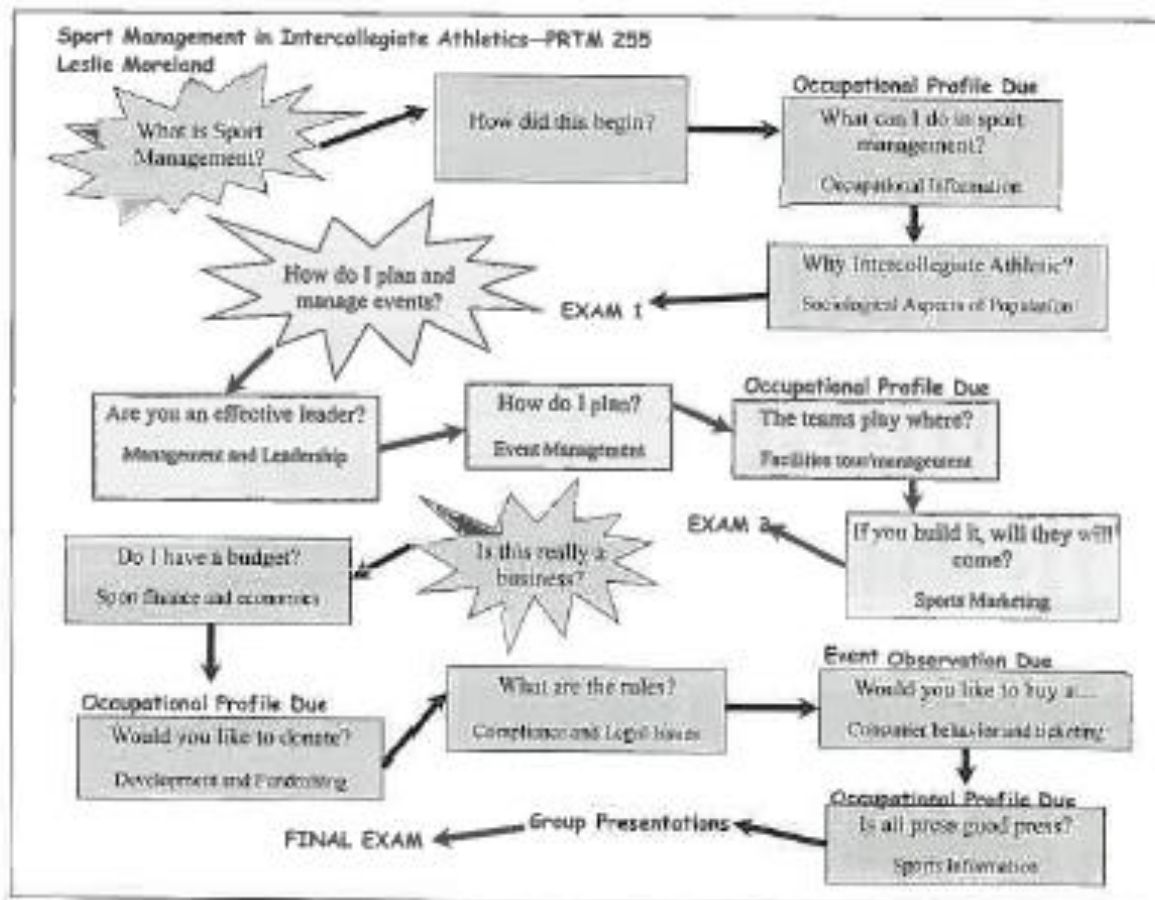 Sport Management in Intercollegiate Athletics—PRTM 255
Leslie Moreland
What is Sport
Management?
How did this begin?
Occupational Profile Due
What can I do in sport
management?
Occupational Information
Why Intercollegiate Athletic?
Sociological Aspects of Population
EXAM 1
How do I plan and
manage events?
Are you an effective leader?
Management and Leadership
How do I plan?
Event Management
Occupational Profile Due
The teams play where?
Facilities tour/management
If you build it, will they will
come?
Sports Marketing
EXAM 2
Is this really a
business?
Do I have a budget?
Sport finance and economics
Occupational Profile Due
Would you like to donate?
Development and Fundraising
What are the rules?
Compliance and Legal Issues
Event Observation Due
Would you like to buy a...
Consumer behavior and ticketing
Occupational Profile Due
Is all press good press?
Sports Information
Group Presentations
FINAL EXAM